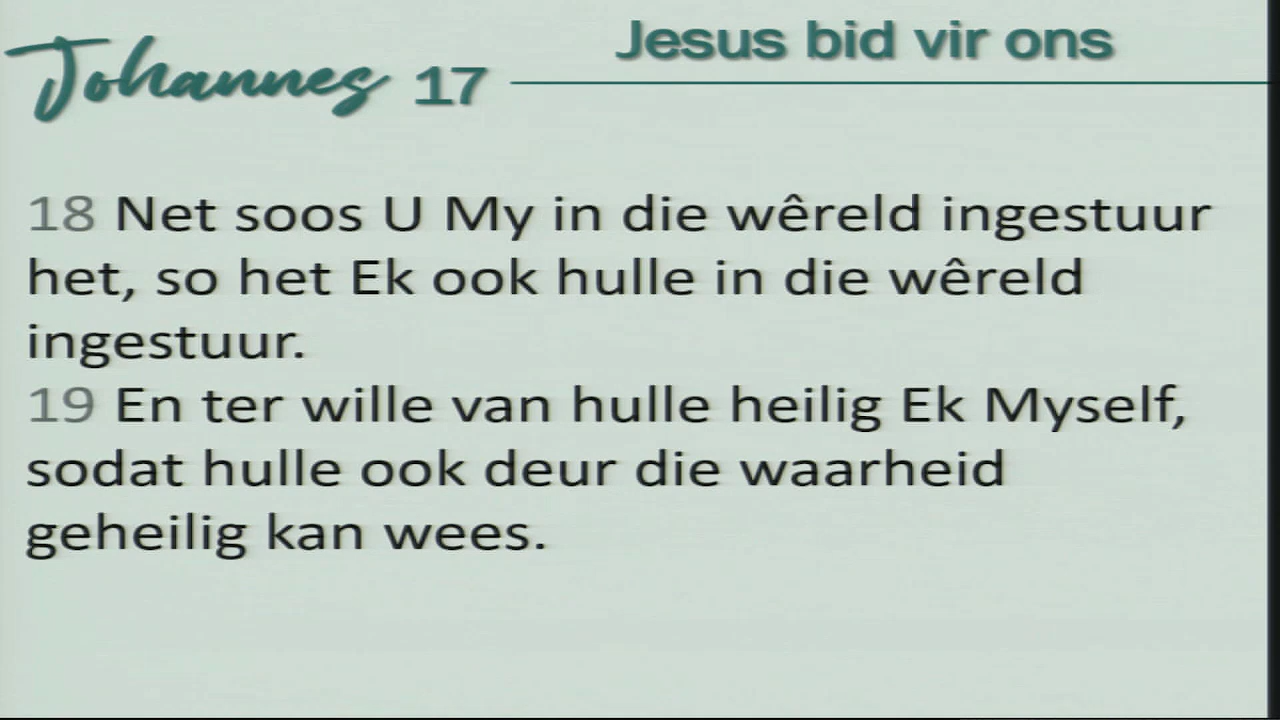 Johannes 17
Jesus bid vir ons
18 Net soos U My in die wêreld ingestuur
het, so het Ek ook hulle in die wêreld
ingestuur.
19 En ter wille van hulle heilig Ek Myself,
sodat hulle ook deur die waarheid
geheilig kan wees.